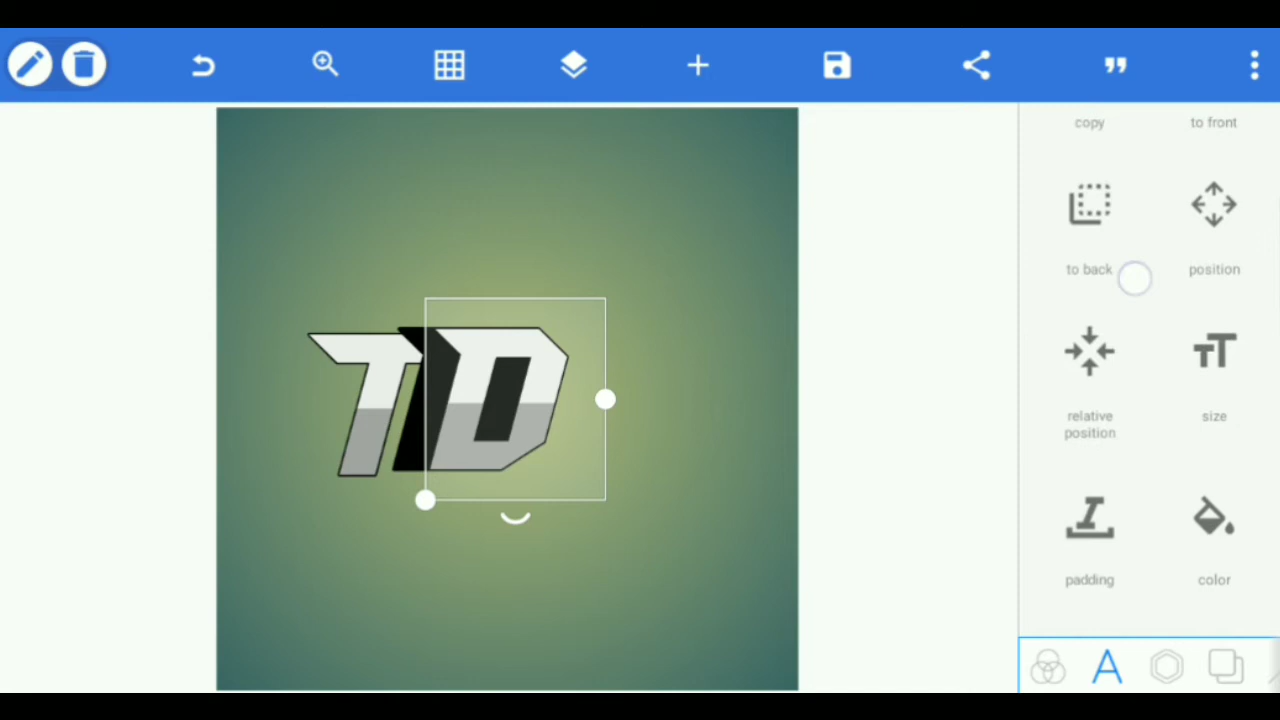 copy to front
to back position
relative position size
padding color
TD